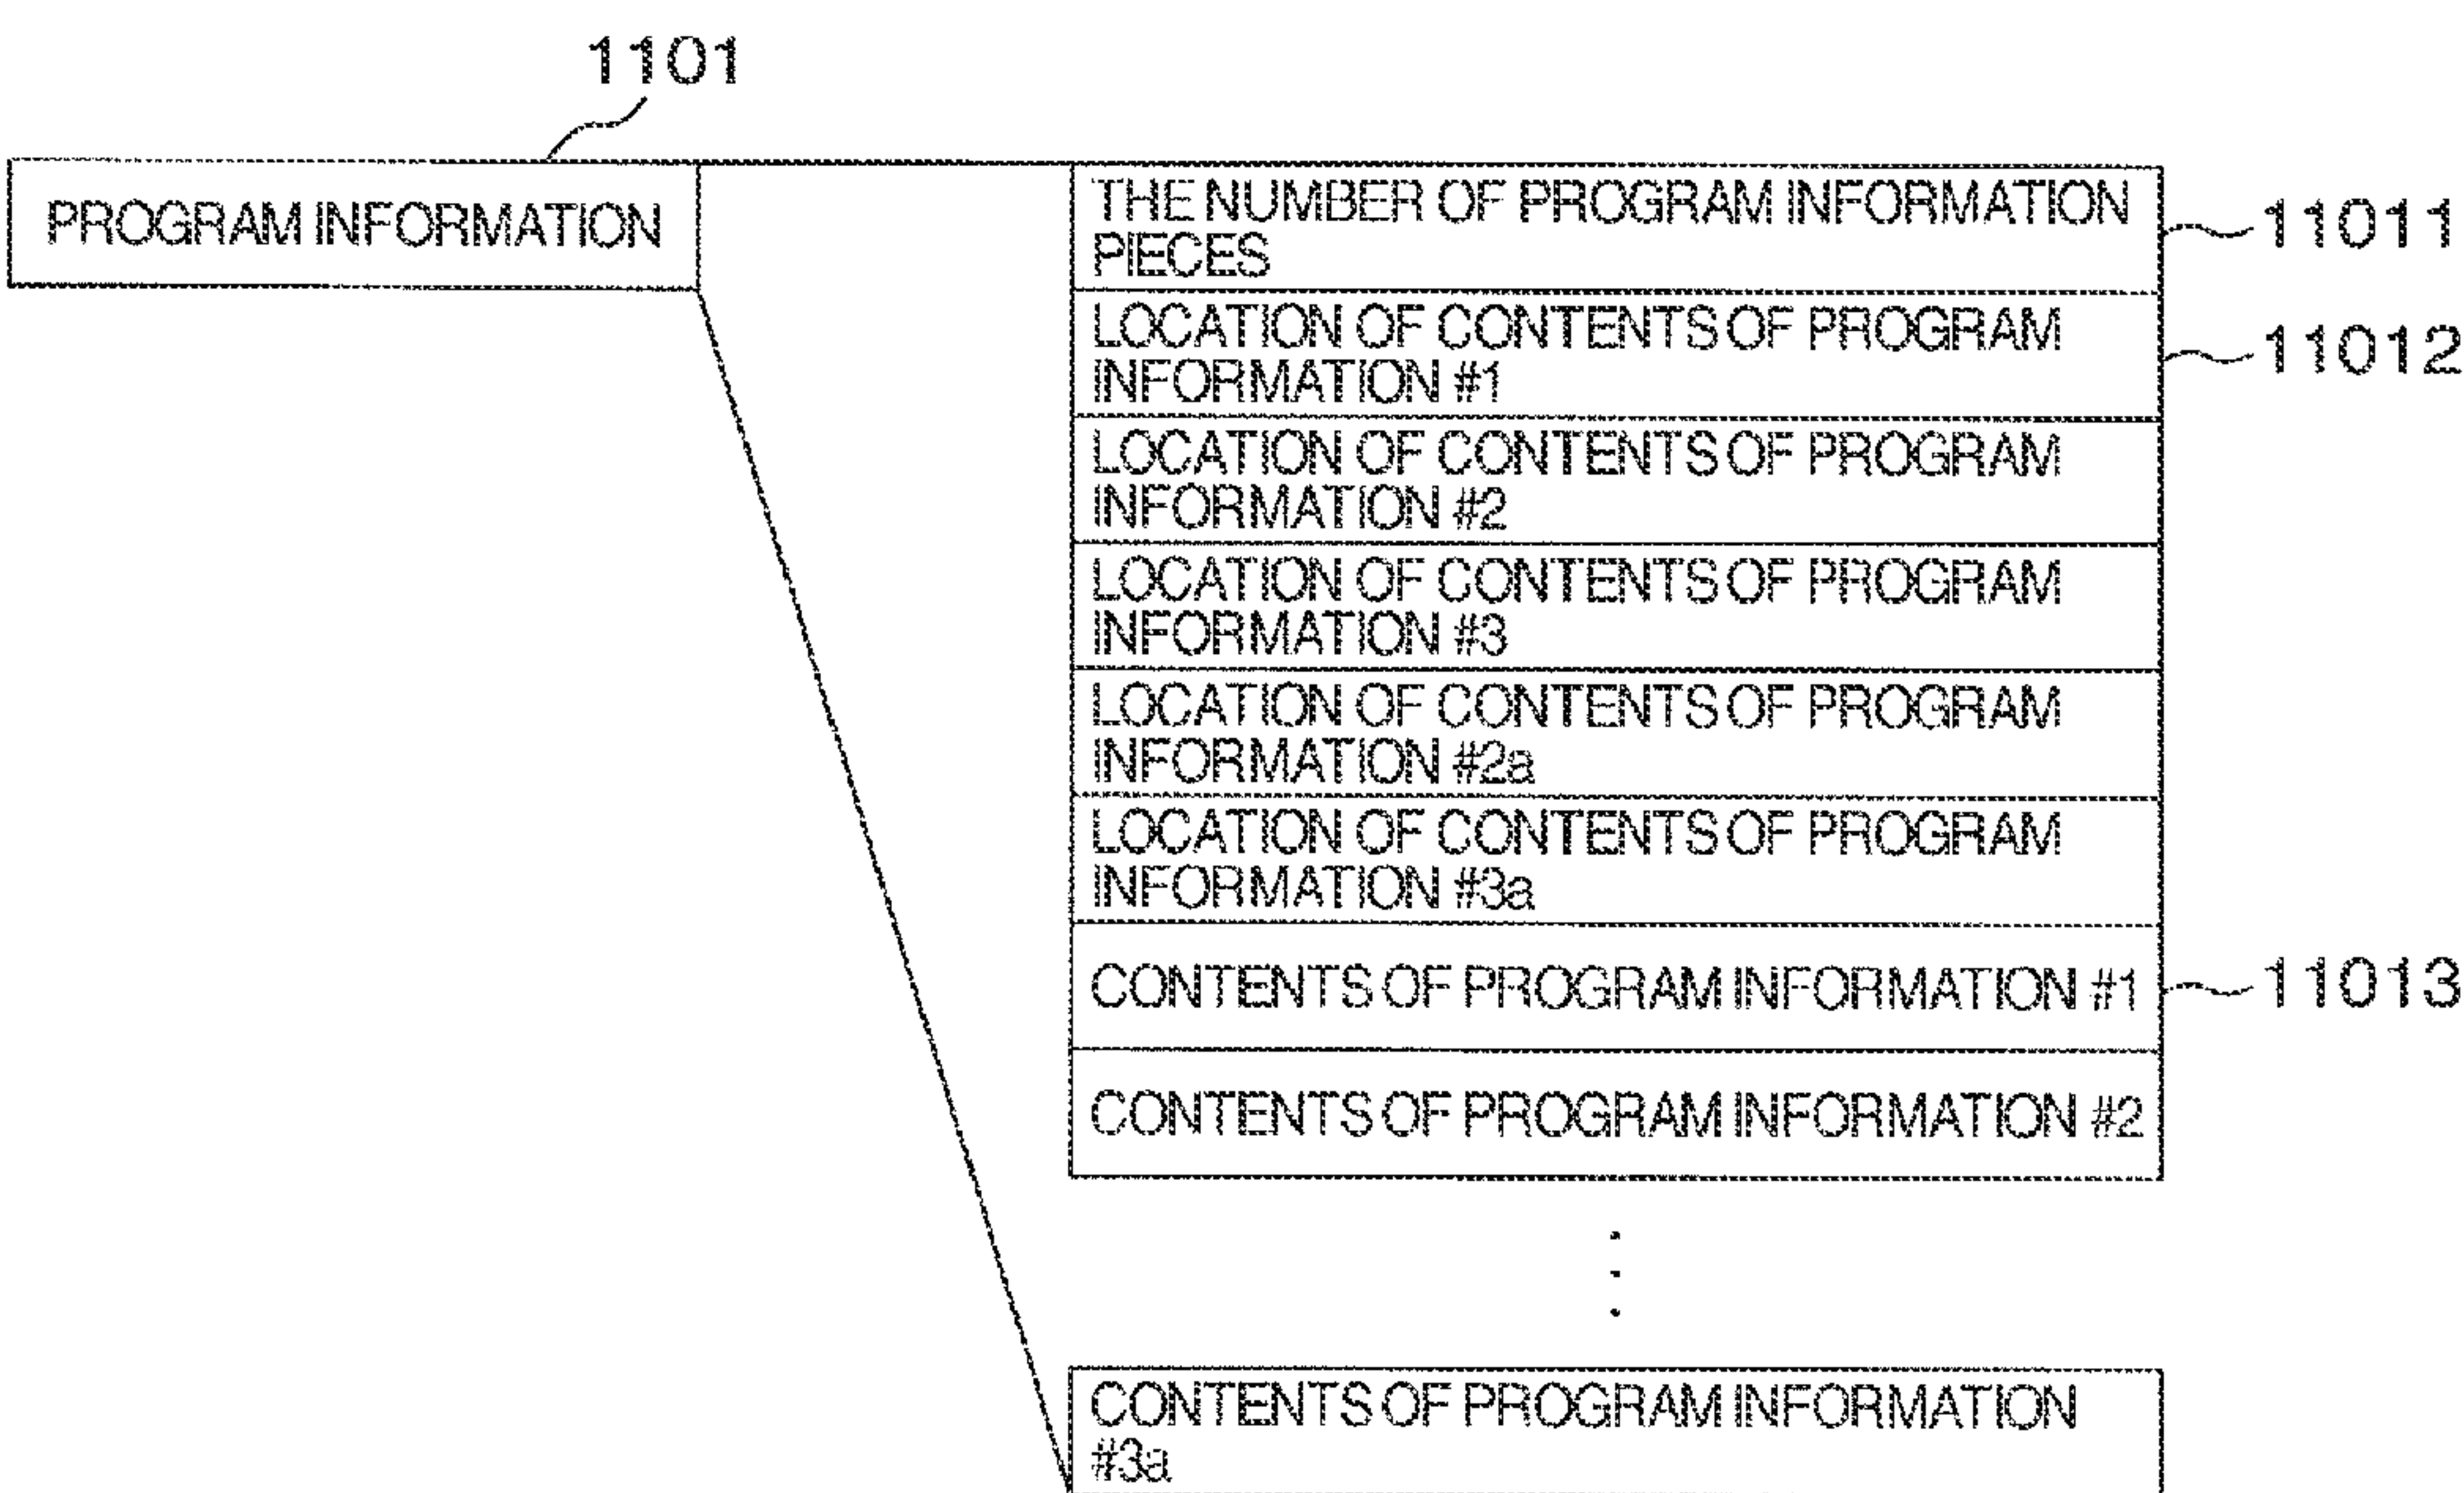 1101
PROGRAM INFORMATION
THE NUMBER OF PROGRAM INFORMATION
PIECES
11011
LOCATION OF CONTENTS OF PROGRAM
INFORMATION #1
11012
LOCATION OF CONTENTS OF PROGRAM
INFORMATION #2
LOCATION OF CONTENTS OF PROGRAM
INFORMATION #3
LOCATION OF CONTENTS OF PROGRAM
INFORMATION #2a
LOCATION OF CONTENTS OF PROGRAM
INFORMATION #3a
CONTENTS OF PROGRAM INFORMATION #1
11013
CONTENTS OF PROGRAM INFORMATION #2
CONTENTS OF PROGRAM INFORMATION
#3a